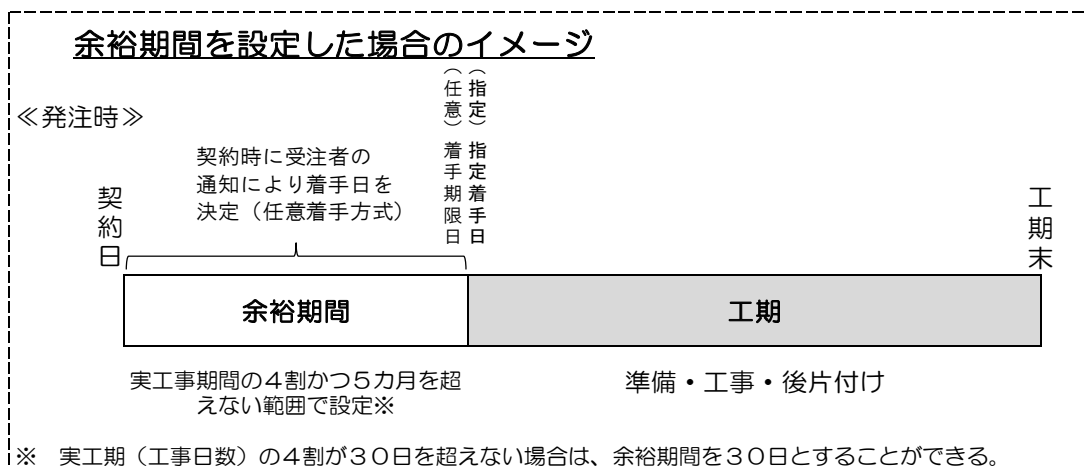 余裕期間を設定した場合のイメージ
≪発注時≫
契約時に受注者の
通知により着手日を
決定（任意着手方式）
（任意）着手期限日
（指定）指定着手日
契約日
工期末
余裕期間
工期
実工事期間の４割かつ５カ月を超
えない範囲で設定※
準備・工事・後片付け
※　実工期（工事日数）の４割が３０日を超えない場合は、余裕期間を３０日とすることができる。